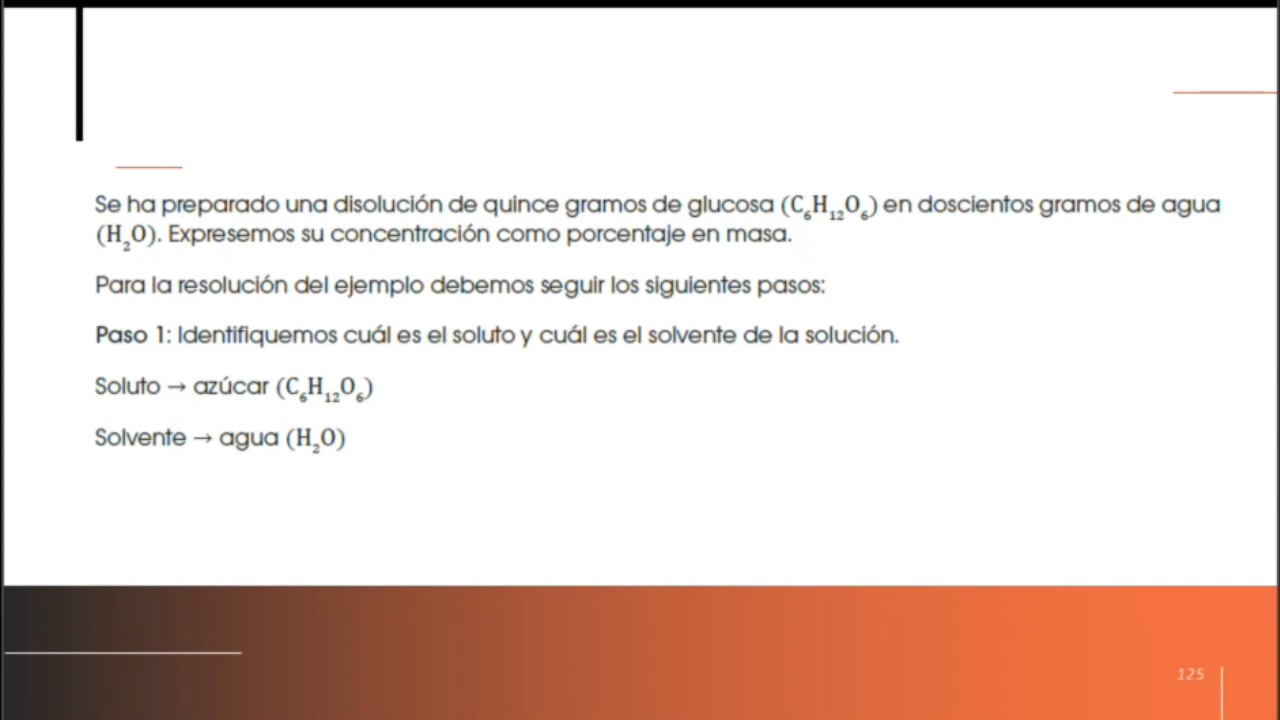 Se ha preparado una disolución de quince gramos de glucosa (C₆H₁₂O₆) en doscientos gramos de agua
(H₂O). Expresemos su concentración como porcentaje en masa.
Para la resolución del ejemplo debemos seguir los siguientes pasos:
Paso 1: Identifiquemos cuál es el soluto y cuál es el solvente de la solución.
Soluto → azúcar (C₆H₁₂O₆)
Solvente → agua (H₂O)
125